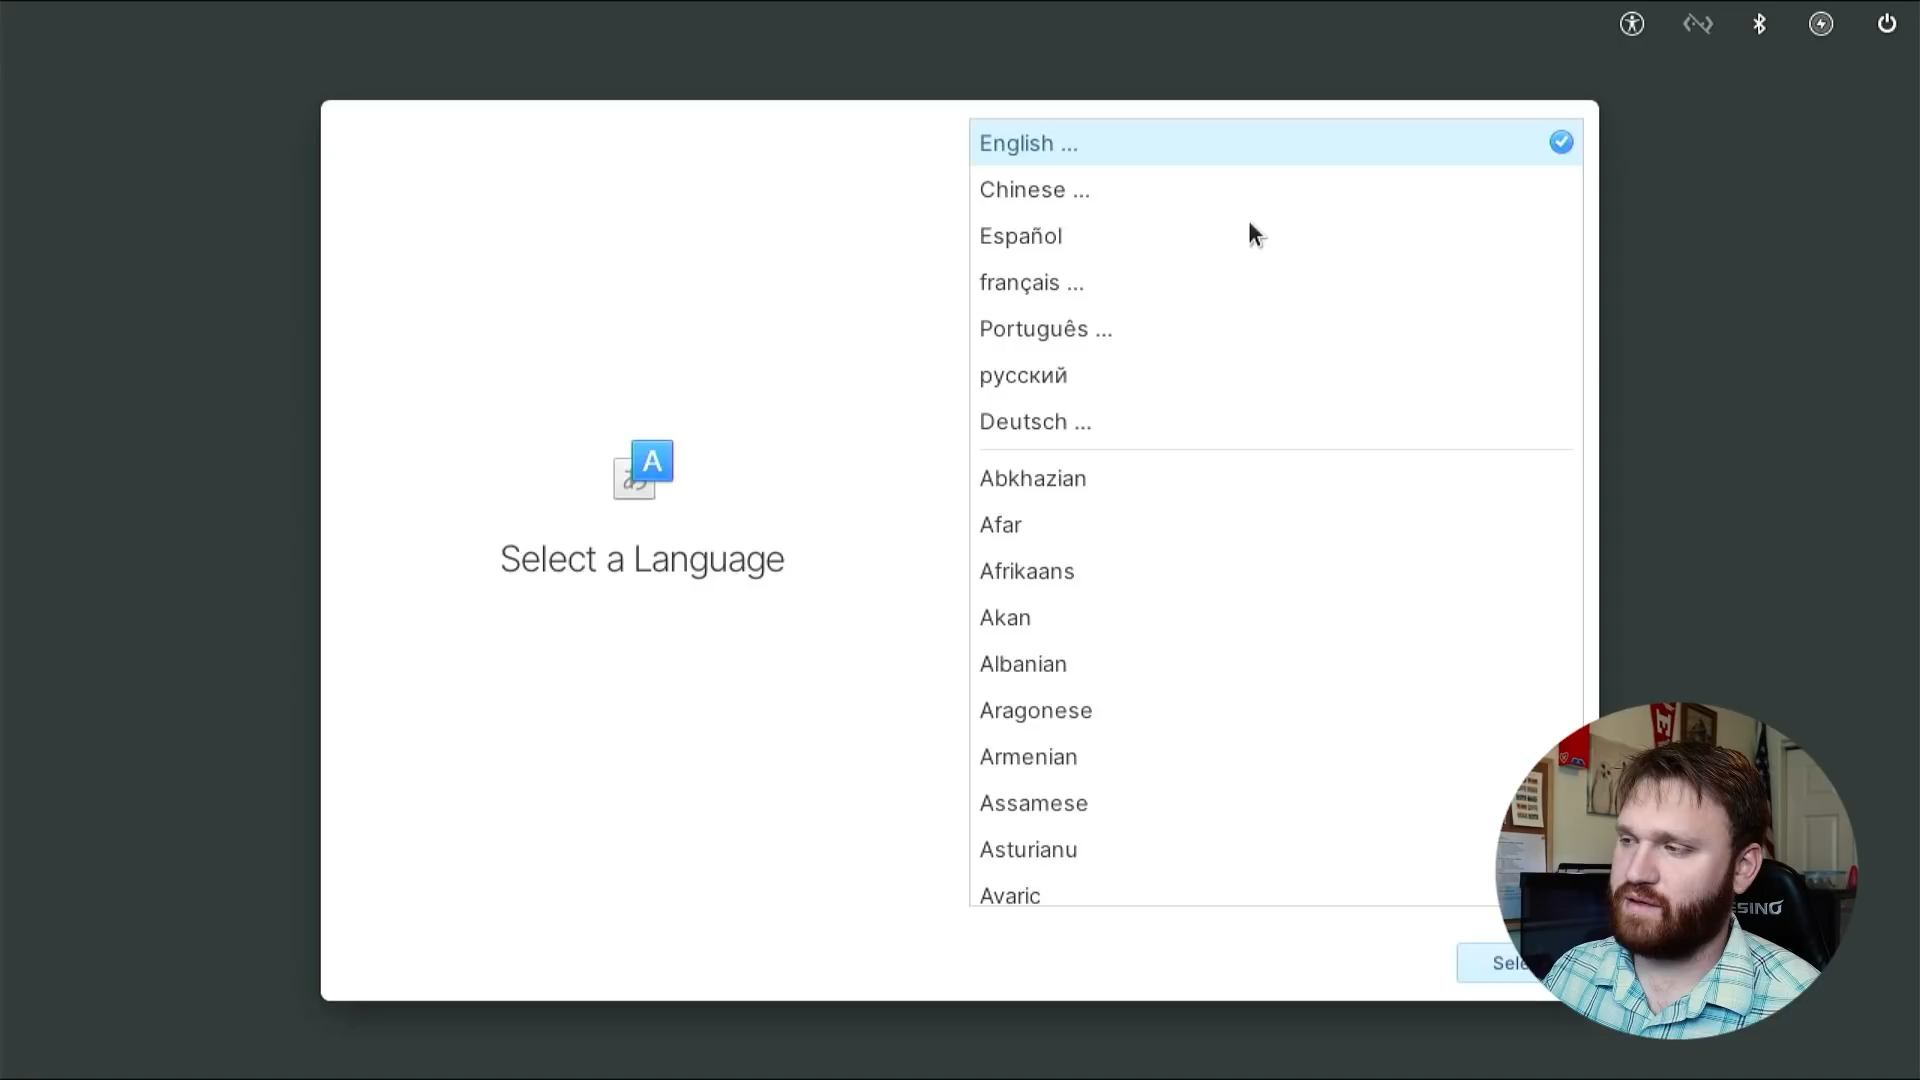 Select a Language
English ...
Chinese ...
Español
français ...
Português ...
русский
Deutsch ...
Abkhazian
Afar
Afrikaans
Akan
Albanian
Aragonese
Armenian
Assamese
Asturianu
Avaric
A